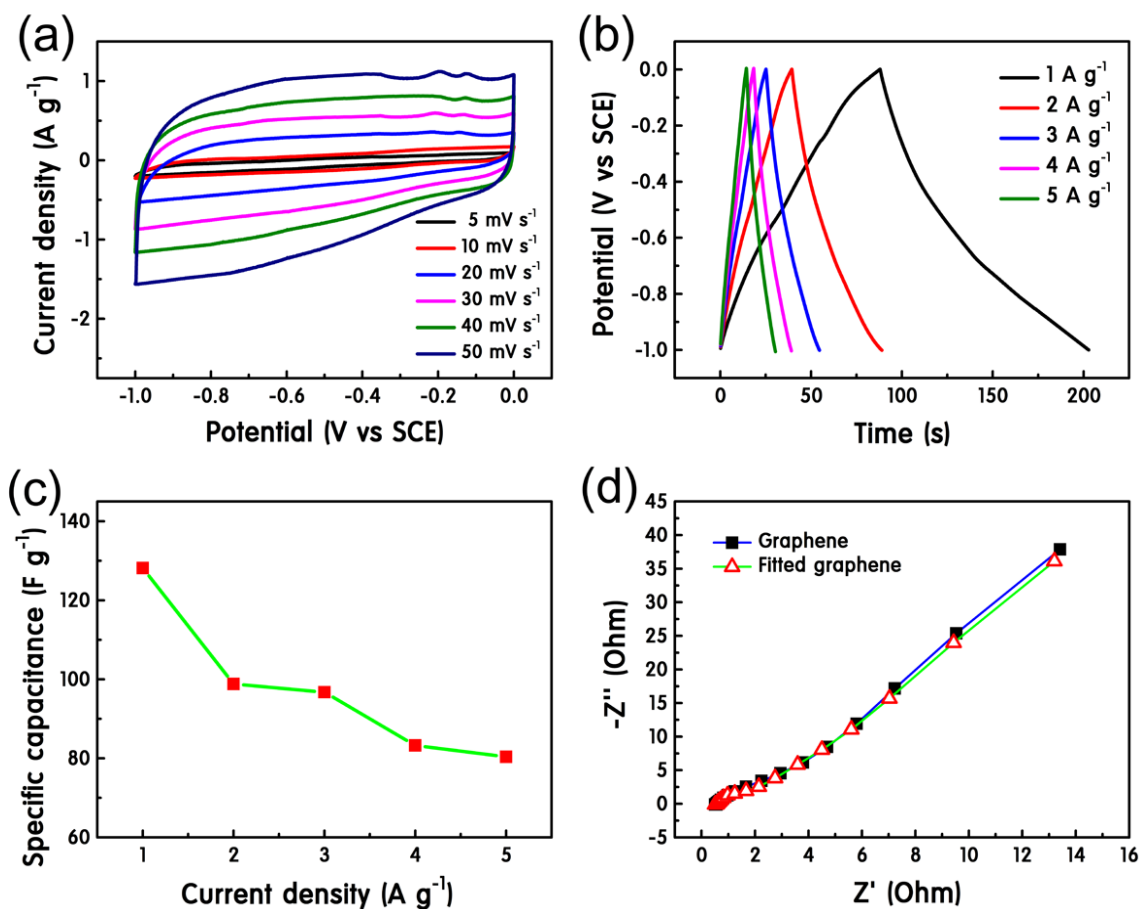 (a)
Current density (A g⁻¹)
1
0
-1
-2
5 mV s⁻¹
10 mV s⁻¹
20 mV s⁻¹
30 mV s⁻¹
40 mV s⁻¹
50 mV s⁻¹
-1.0 -0.8 -0.6 -0.4 -0.2 0.0
Potential (V vs SCE)
(b)
Potential (V vs SCE)
0.0
-0.2
-0.4
-0.6
-0.8
-1.0
1 A g⁻¹
2 A g⁻¹
3 A g⁻¹
4 A g⁻¹
5 A g⁻¹
0 50 100 150 200
Time (s)
(c)
Specific capacitance (F g⁻¹)
140
120
100
80
60
1 2 3 4 5
Current density (A g⁻¹)
(d)
-Z'' (Ohm)
45
40
35
30
25
20
15
10
5
0
-5
Graphene
Fitted graphene
0 2 4 6 8 10 12 14 16
Z' (Ohm)